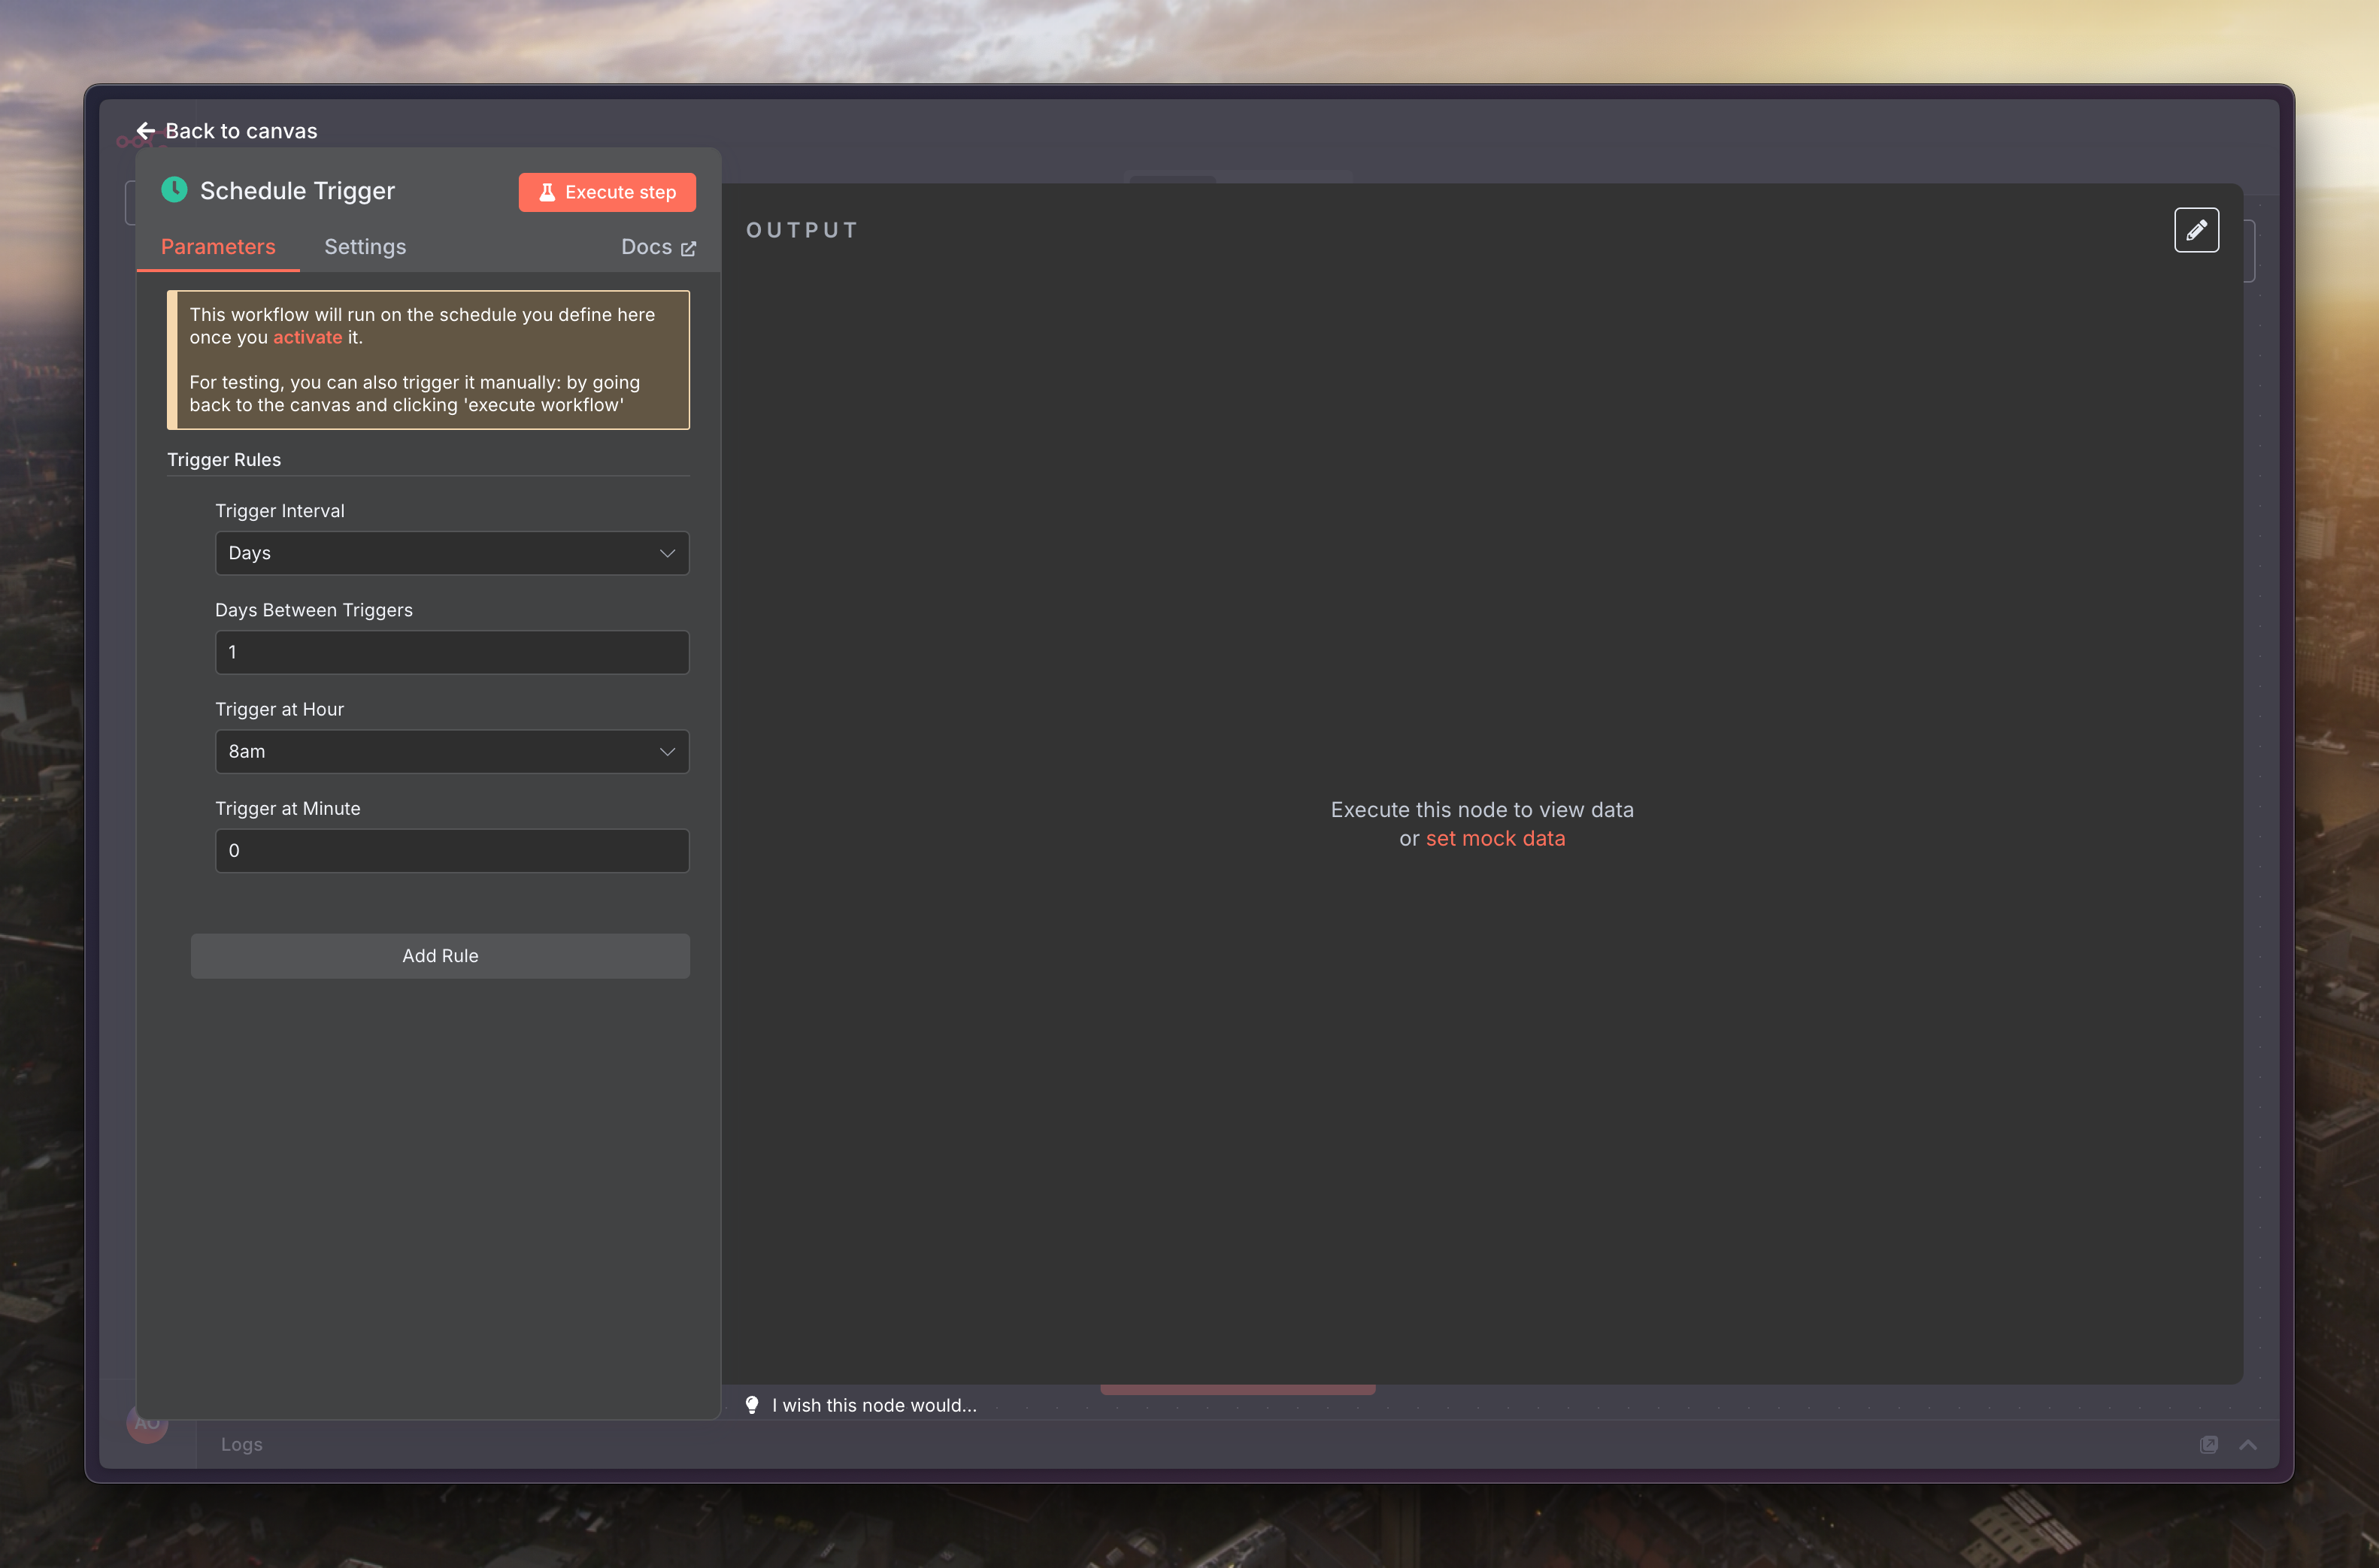 Back to canvas
Schedule Trigger
Execute step
Parameters
Settings
Docs
This workflow will run on the schedule you define here
once you activate it.
For testing, you can also trigger it manually: by going
back to the canvas and clicking 'execute workflow'
Trigger Rules
Trigger Interval
Days
Days Between Triggers
1
Trigger at Hour
8am
Trigger at Minute
0
Add Rule
OUTPUT
Execute this node to view data
or set mock data
I wish this node would...
AO
Logs